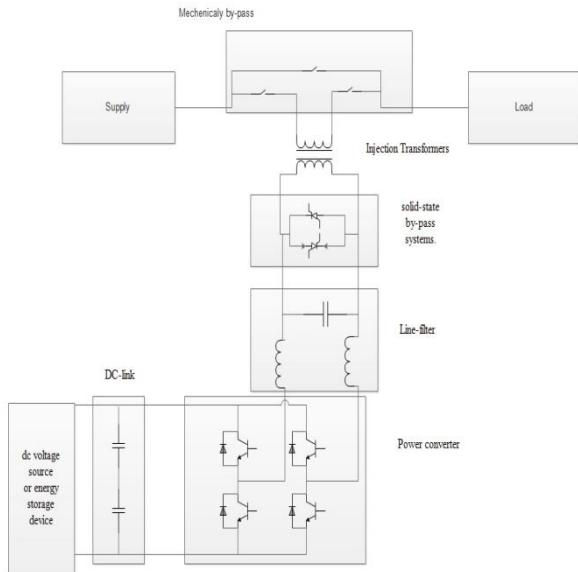 Mechenicaly by-pass
Supply
Load
Injection Transformers
solid-state
by-pass
systems.
Line-filter
DC-link
Power converter
dc voltage
source
or energy
storage
device